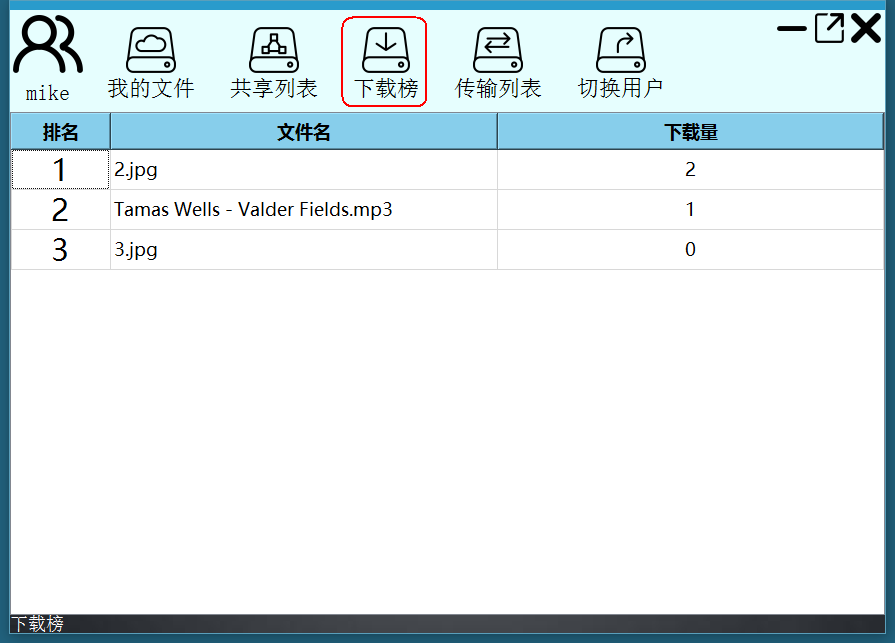 mike
我的文件 共享列表 下载榜 传输列表 切换用户
排名 文件名 下载量
1 2.jpg 2
2 Tamas Wells - Valder Fields.mp3 1
3 3.jpg 0
下载榜